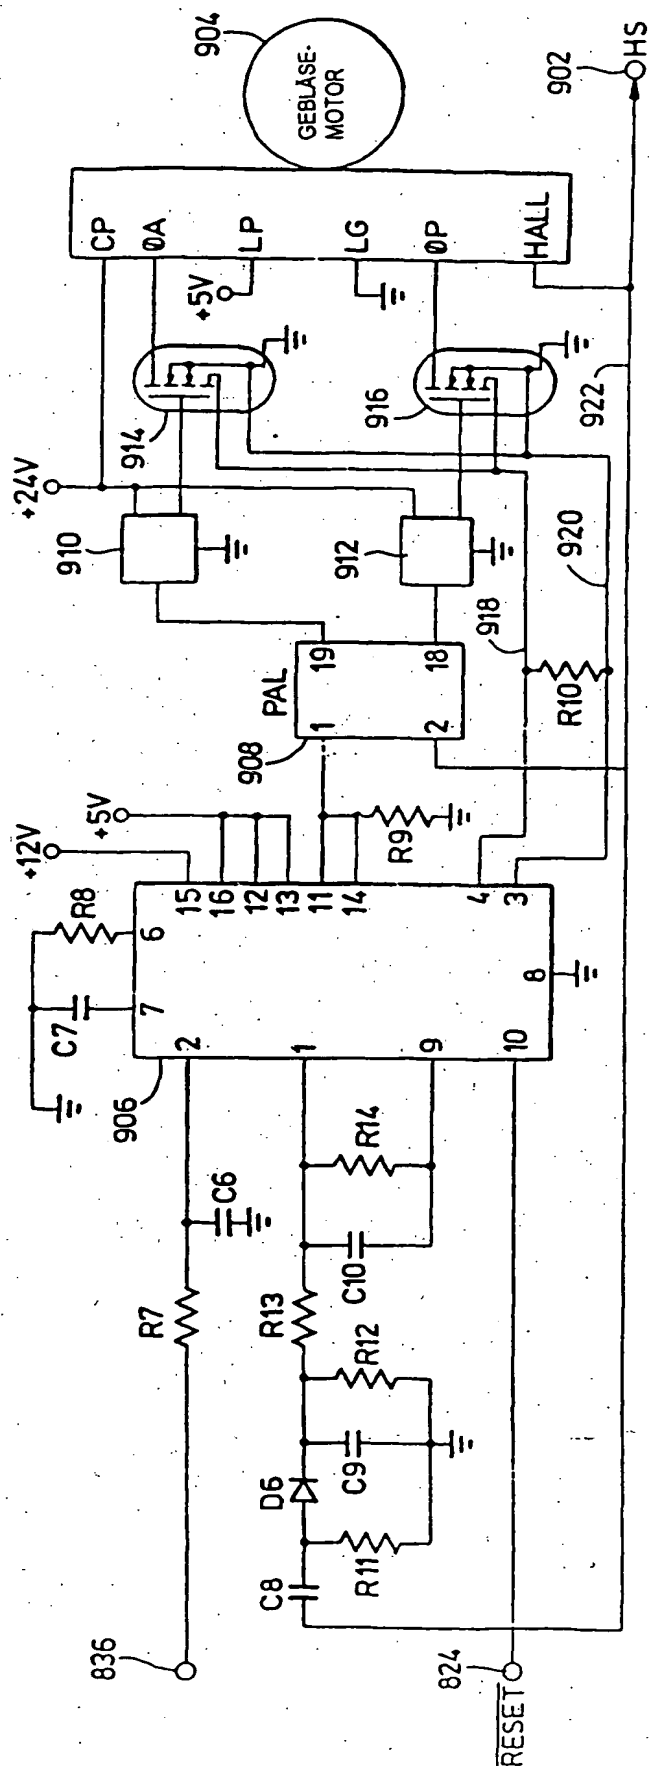 904
GEBLÄSE-
MOTOR
902
HS
CP
ØA
LP
LG
ØP
HALL
+5V
914
916
922
+24V
910
912
918
920
R10
PAL
908
19
18
1
2
+12V
+5V
R9
R8
C7
6
7
15
16
12
13
11
14
4
3
8
2
1
9
10
906
R14
C10
C6
R7
R13
R12
C9
D6
R11
C8
836
824
RESET